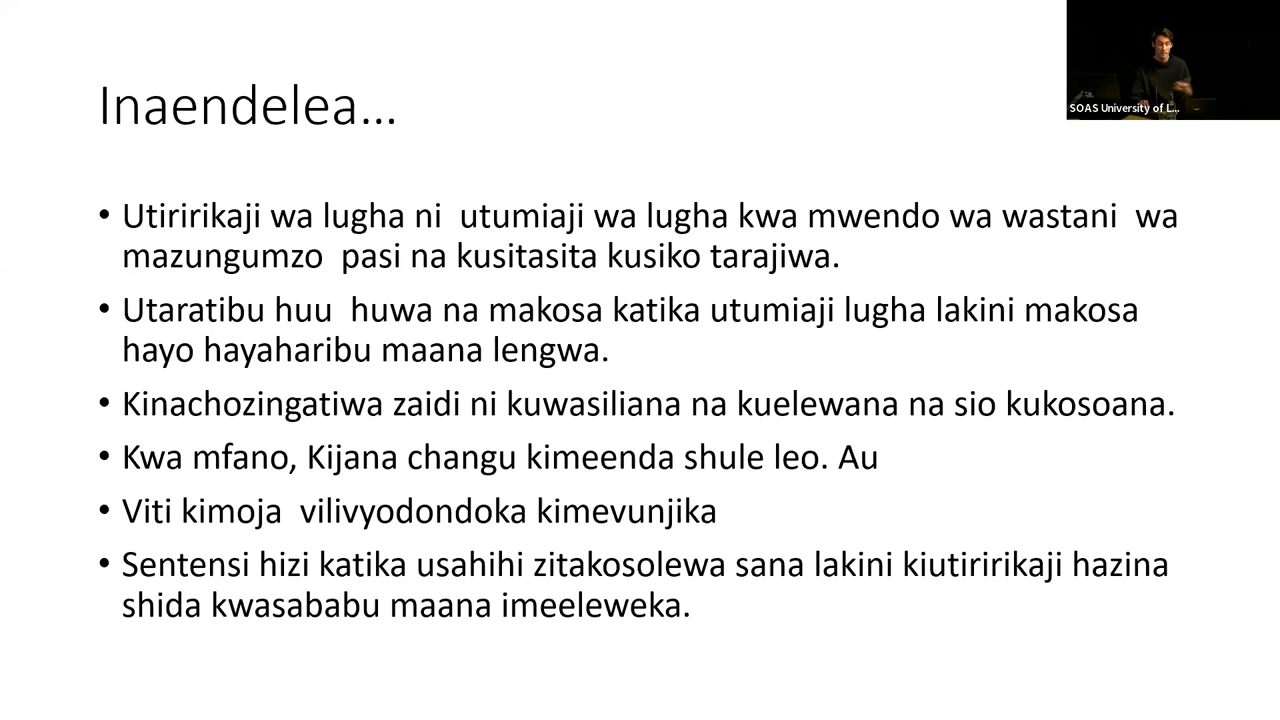 SOAS University of L...
Inaendelea...
• Utiririkaji wa lugha ni utumiaji wa lugha kwa mwendo wa wastani wa
mazungumzo pasi na kusitasita kusiko tarajiwa.
• Utaratibu huu huwa na makosa katika utumiaji lugha lakini makosa
hayo hayaharibu maana lengwa.
• Kinachozingatiwa zaidi ni kuwasiliana na kuelewana na sio kukosoana.
• Kwa mfano, Kijana changu kimeenda shule leo. Au
• Viti kimoja vilivyodondoka kimevunjika
• Sentensi hizi katika usahihi zitakosolewa sana lakini kiutiririkaji hazina
shida kwasababu maana imeeleweka.